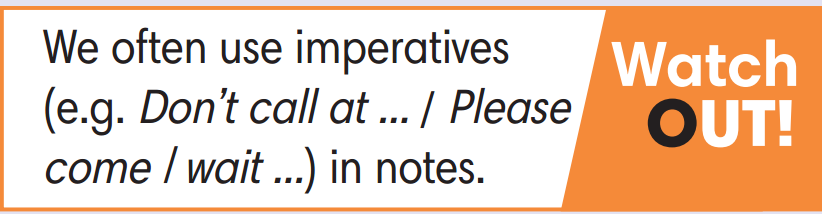 We often use imperatives
(e.g. Don't call at ... / Please
come / wait ...) in notes.
Watch
OUT!